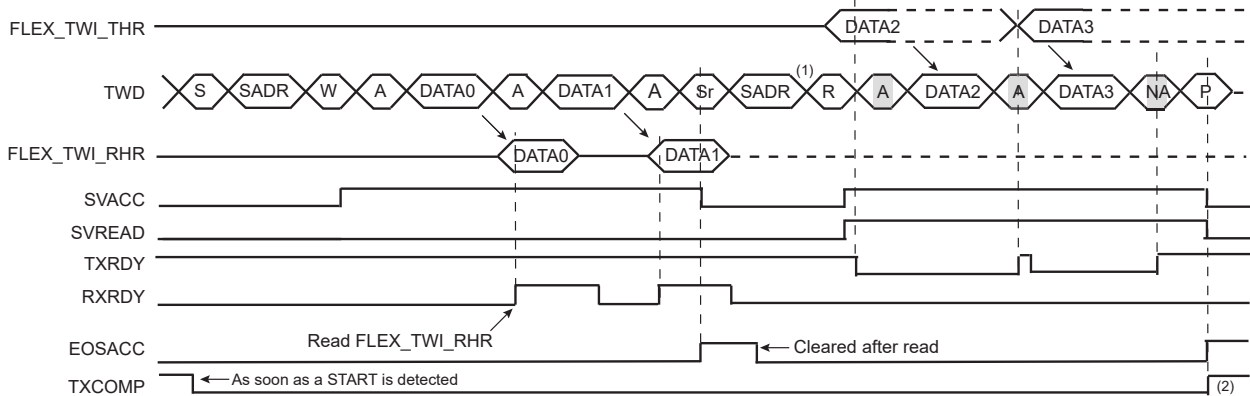 FLEX_TWI_THR DATA2 DATA3
(1)
TWD S SADR W A DATA0 A DATA1 A Sr SADR R A DATA2 A DATA3 NA P
FLEX_TWI_RHR DATA0 DATA1
SVACC
SVREAD
TXRDY
RXRDY
Read FLEX_TWI_RHR
EOSACC Cleared after read
TXCOMP As soon as a START is detected (2)